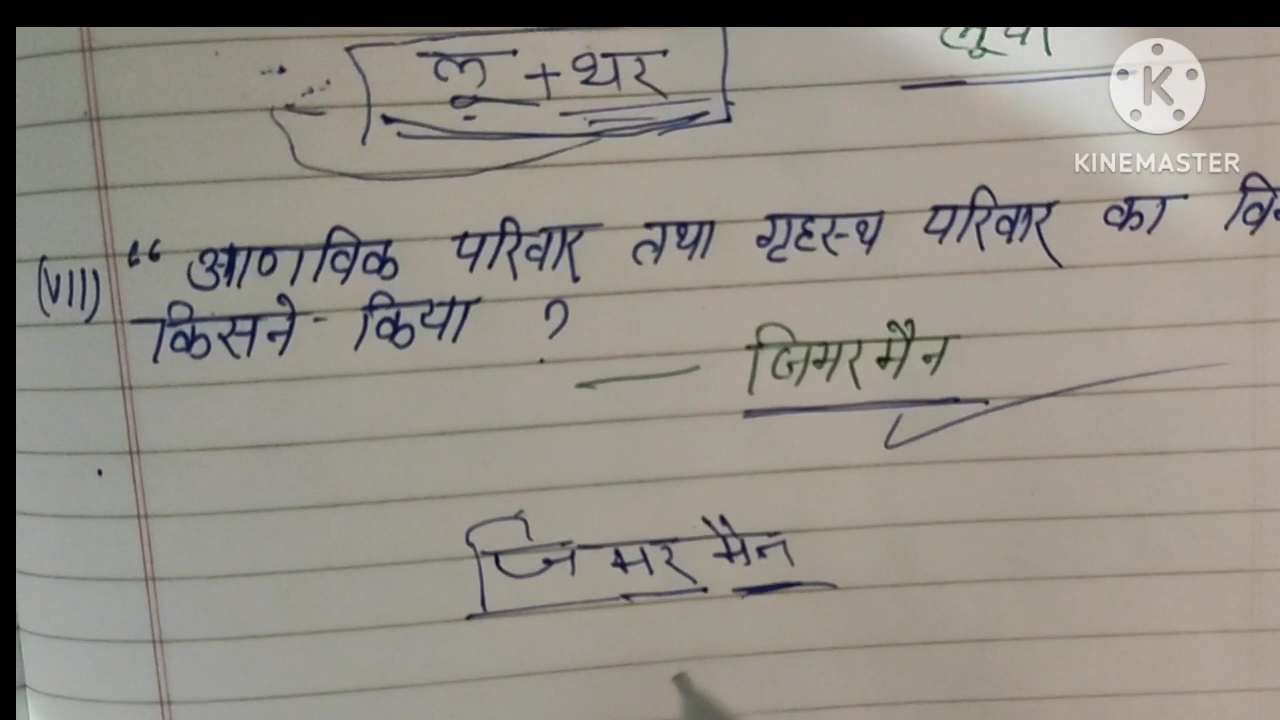 लू + थर
KINEMASTER
(VII) “ आणविक परिवार तथा गृहस्थ परिवार का
किसने किया ?
— जिमरमैन
जिमरमैन